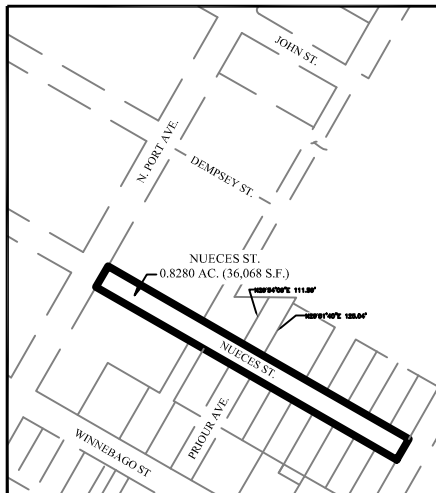 JOHN ST.
N. PORT AVE.
DEMPSEY ST.
NUECES ST.
0.8280 AC. (36,068 S.F.)
NUECES ST.
PRIOUR AVE.
WINNEBAGO ST